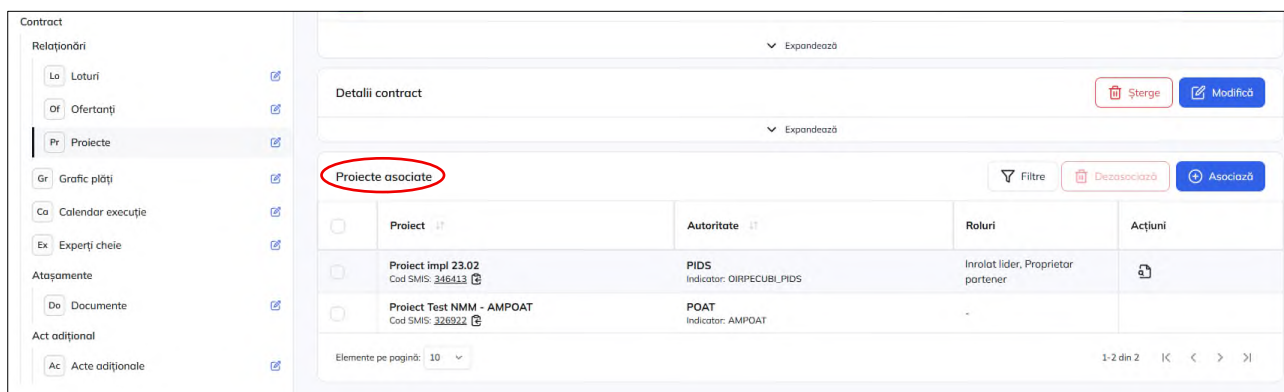 Contract
Relaționări
Lo Loturi
Of Ofertanți
Pr Proiecte
Gr Grafic plăți
Ca Calendar execuție
Ex Experți cheie
Atașamente
Do Documente
Act adițional
Ac Acte adiționale
Expandează
Detalii contract
Șterge
Modifică
Expandează
Proiecte asociate
Filtre
Dezasociază
Asociază
Proiect Autoritate Roluri Acțiuni
Proiect impl 23.02 PIDS Inrolat lider, Proprietar
Cod SMIS: 346413 Indicator: OIRPECUBI_PIDS partener
Proiect Test NMM - AMPOAT POAT -
Cod SMIS: 326922 Indicator: AMPOAT
Elemente pe pagină: 10 1-2 din 2